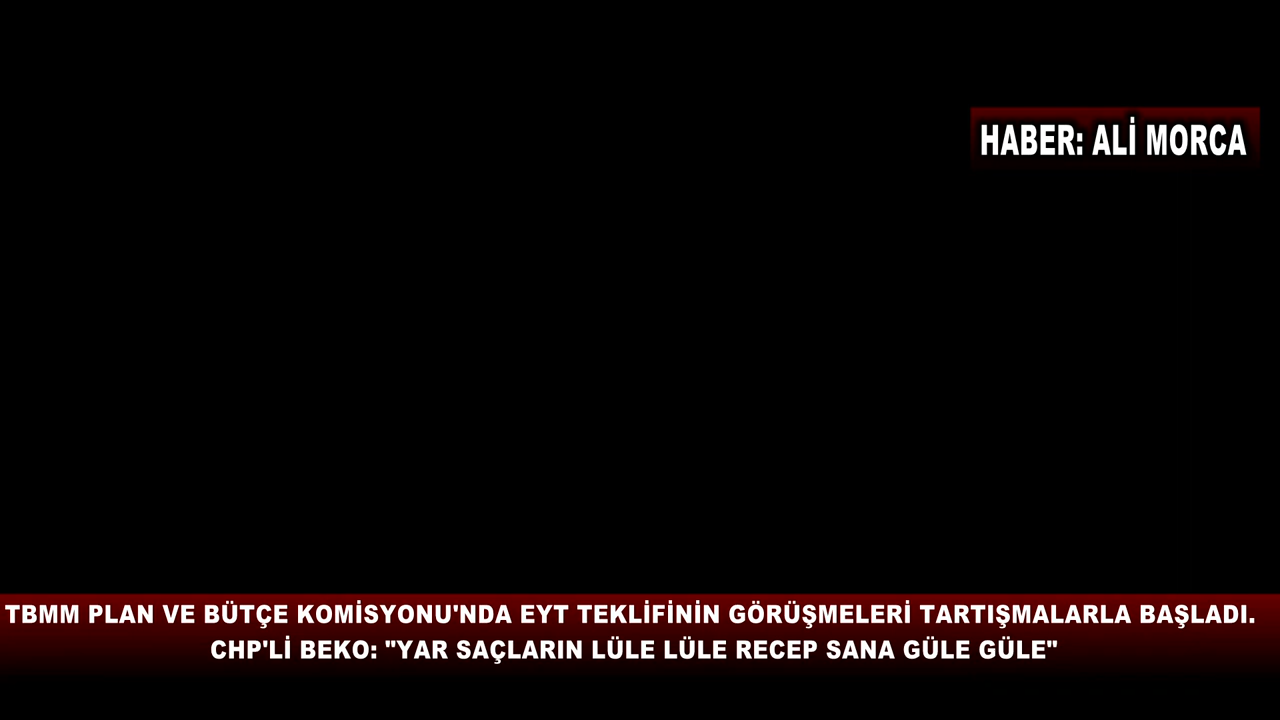 HABER: ALİ MORCA
TBMM PLAN VE BÜTÇE KOMİSYONU'NDA EYT TEKLİFİNİN GÖRÜŞMELERİ TARTIŞMALARLA BAŞLADI.
CHP'Lİ BEKO: "YAR SAÇLARIN LÜLE LÜLE RECEP SANA GÜLE GÜLE"